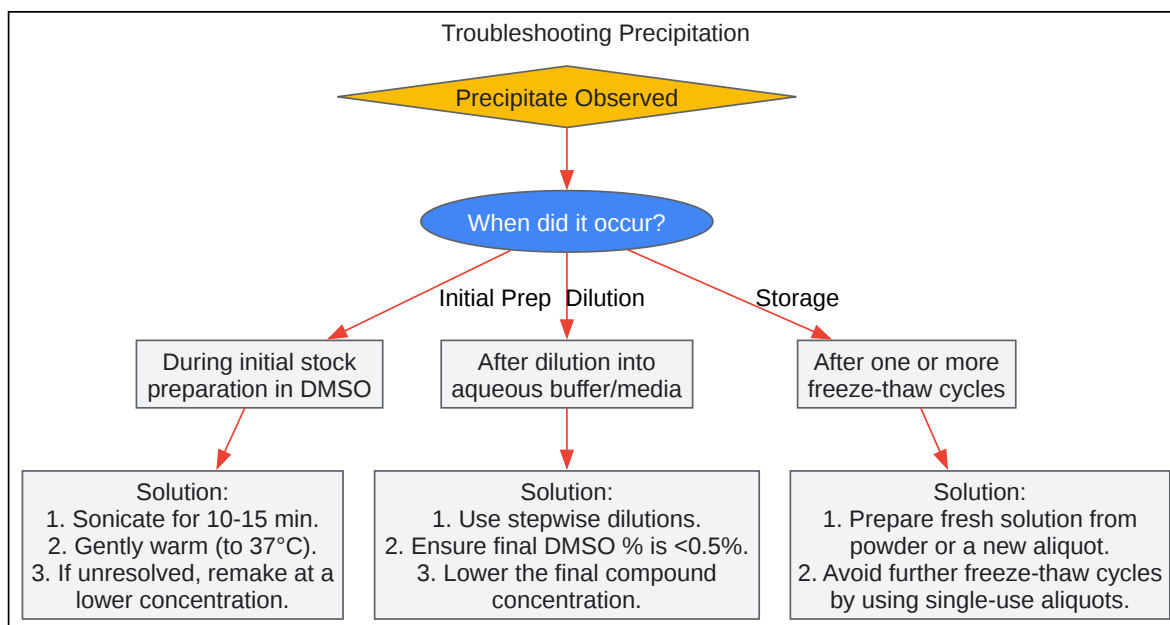 Troubleshooting Precipitation
Precipitate Observed
When did it occur?
Initial Prep
Dilution
Storage
During initial stock
preparation in DMSO
After dilution into
aqueous buffer/media
After one or more
freeze-thaw cycles
Solution:
1. Sonicate for 10-15 min.
2. Gently warm (to 37°C).
3. If unresolved, remake at a
lower concentration.
Solution:
1. Use stepwise dilutions.
2. Ensure final DMSO % is <0.5%.
3. Lower the final compound
concentration.
Solution:
1. Prepare fresh solution from
powder or a new aliquot.
2. Avoid further freeze-thaw cycles
by using single-use aliquots.